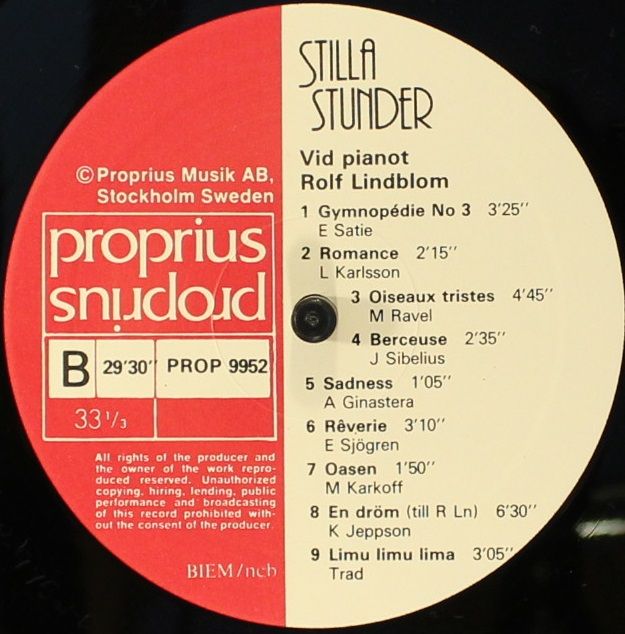 STILLA
STUNDER
Vid pianot
Rolf Lindblom
1 Gymnopédie No 3 3'25''
E Satie
2 Romance 2'15''
L Karlsson
3 Oiseaux tristes 4'45''
M Ravel
4 Berceuse 2'35''
J Sibelius
5 Sadness 1'05''
A Ginastera
6 Rêverie 3'10''
E Sjögren
7 Oasen 1'50''
M Karkoff
8 En dröm (till R Ln) 6'30''
K Jeppson
9 Limu limu lima 3'05''
Trad
©Proprius Musik AB,
Stockholm Sweden
proprius
proprius
B 29'30'' PROP 9952
33 1/3
All rights of the producer and
the owner of the work repro-
duced reserved. Unauthorized
copying, hiring, lending, public
performance and broadcasting
of this record prohibited with-
out the consent of the producer.
BIEM/ncb